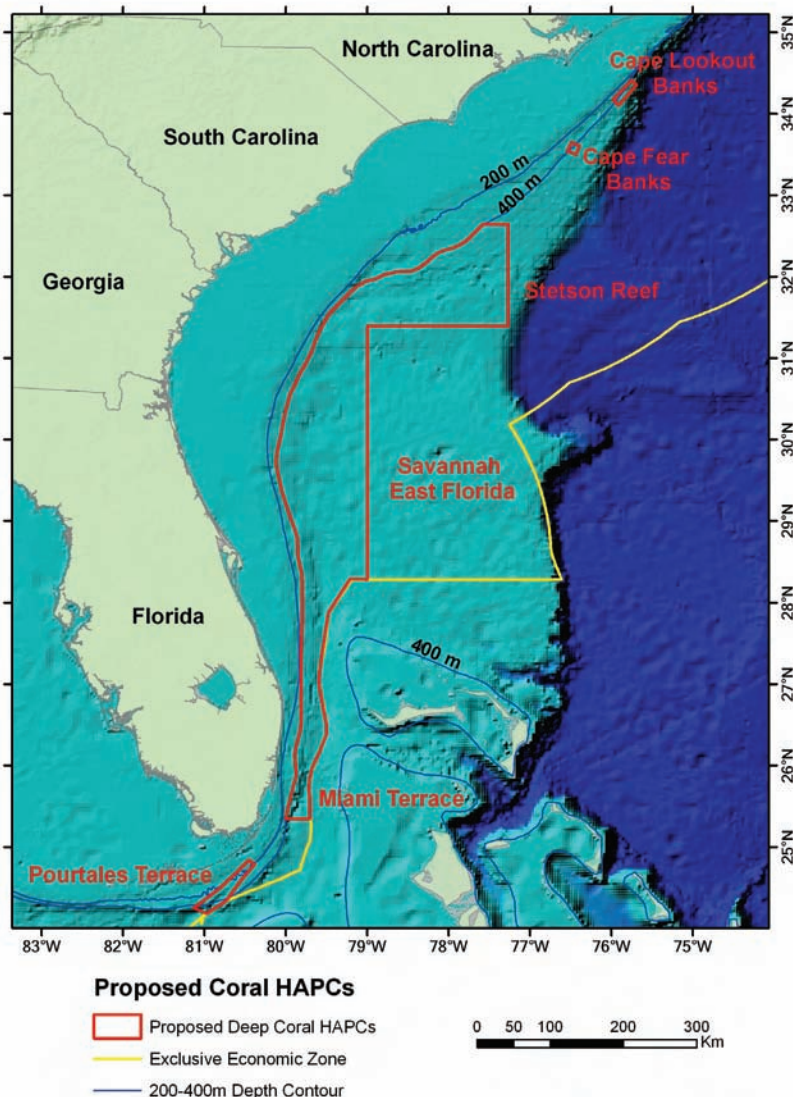 North Carolina
Cape Lookout
Banks
South Carolina
200 m
400 m
Cape Fear
Banks
Georgia
Stetson Reef
Savannah
East Florida
Florida
400 m
Miami Terrace
Pourtales Terrace
35°N
34°N
33°N
32°N
31°N
30°N
29°N
28°N
27°N
26°N
25°N
83°W 82°W 81°W 80°W 79°W 78°W 77°W 76°W 75°W
Proposed Coral HAPCs
Proposed Deep Coral HAPCs
Exclusive Economic Zone
200-400m Depth Contour
0 50 100 200 300
Km